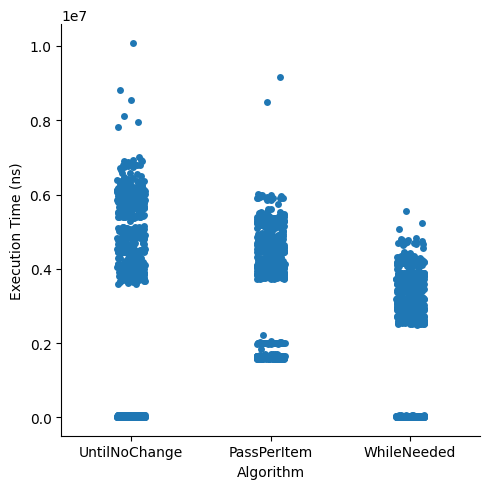 1e7
1.0
0.8
0.6
0.4
0.2
0.0
Execution Time (ns)
UntilNoChange
PassPerItem
WhileNeeded
Algorithm